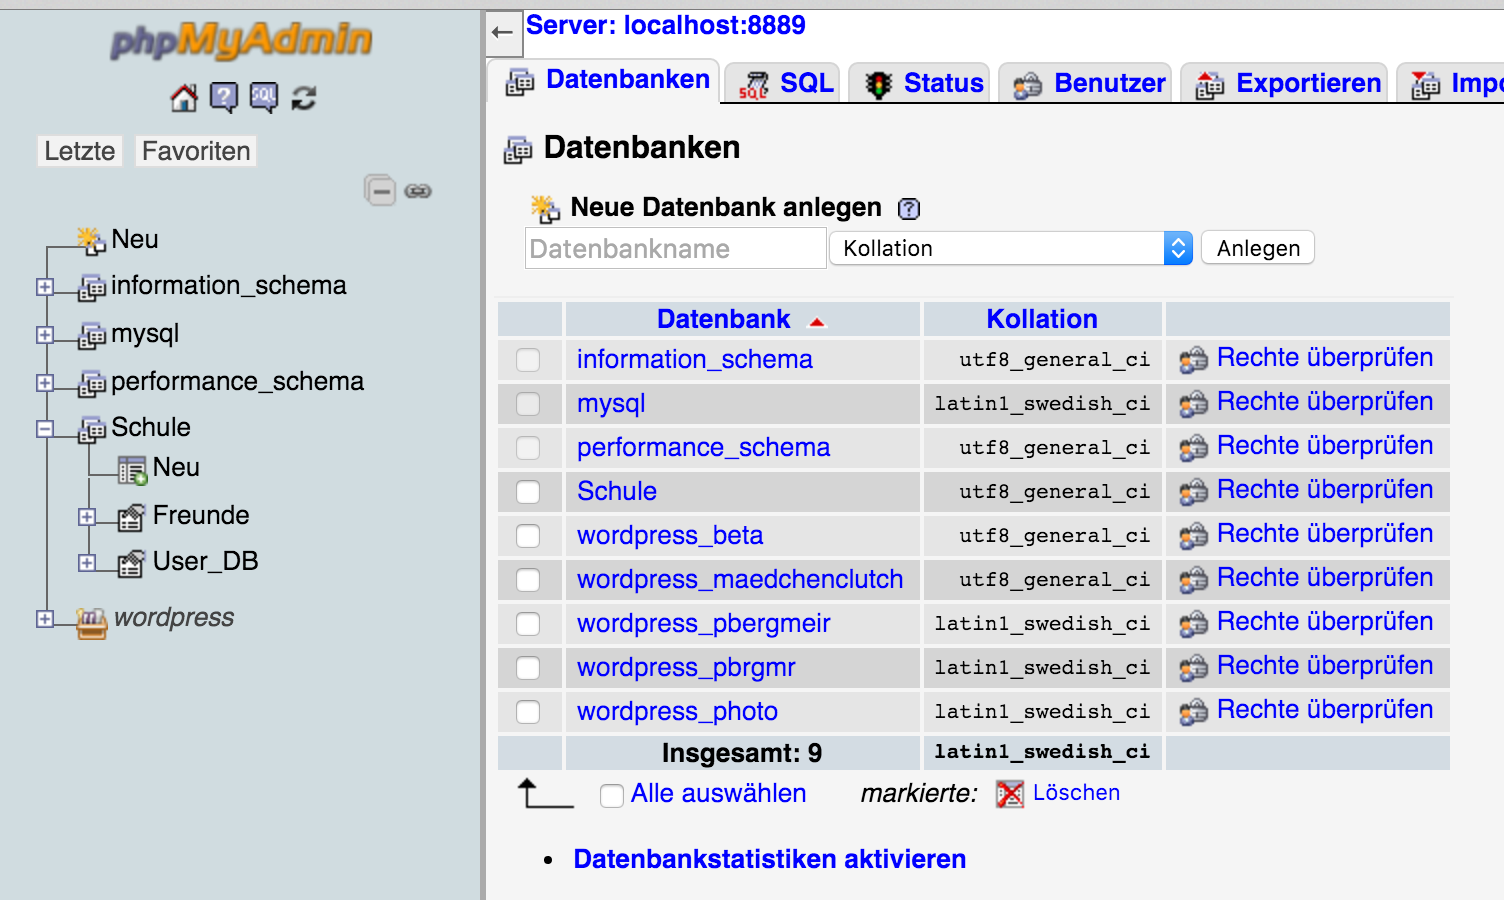 phpMyAdmin
Letzte Favoriten
Neu
information_schema
mysql
performance_schema
Schule
Neu
Freunde
User_DB
wordpress
Server: localhost:8889
Datenbanken SQL Status Benutzer Exportieren Impo
Datenbanken
Neue Datenbank anlegen
Datenbankname Kollation Anlegen
Datenbank Kollation
information_schema utf8_general_ci Rechte überprüfen
mysql latin1_swedish_ci Rechte überprüfen
performance_schema utf8_general_ci Rechte überprüfen
Schule utf8_general_ci Rechte überprüfen
wordpress_beta utf8_general_ci Rechte überprüfen
wordpress_maedchenclutch utf8_general_ci Rechte überprüfen
wordpress_pbergmeir latin1_swedish_ci Rechte überprüfen
wordpress_pbrgmr latin1_swedish_ci Rechte überprüfen
wordpress_photo latin1_swedish_ci Rechte überprüfen
Insgesamt: 9 latin1_swedish_ci
Alle auswählen markierte: Löschen
• Datenbankstatistiken aktivieren